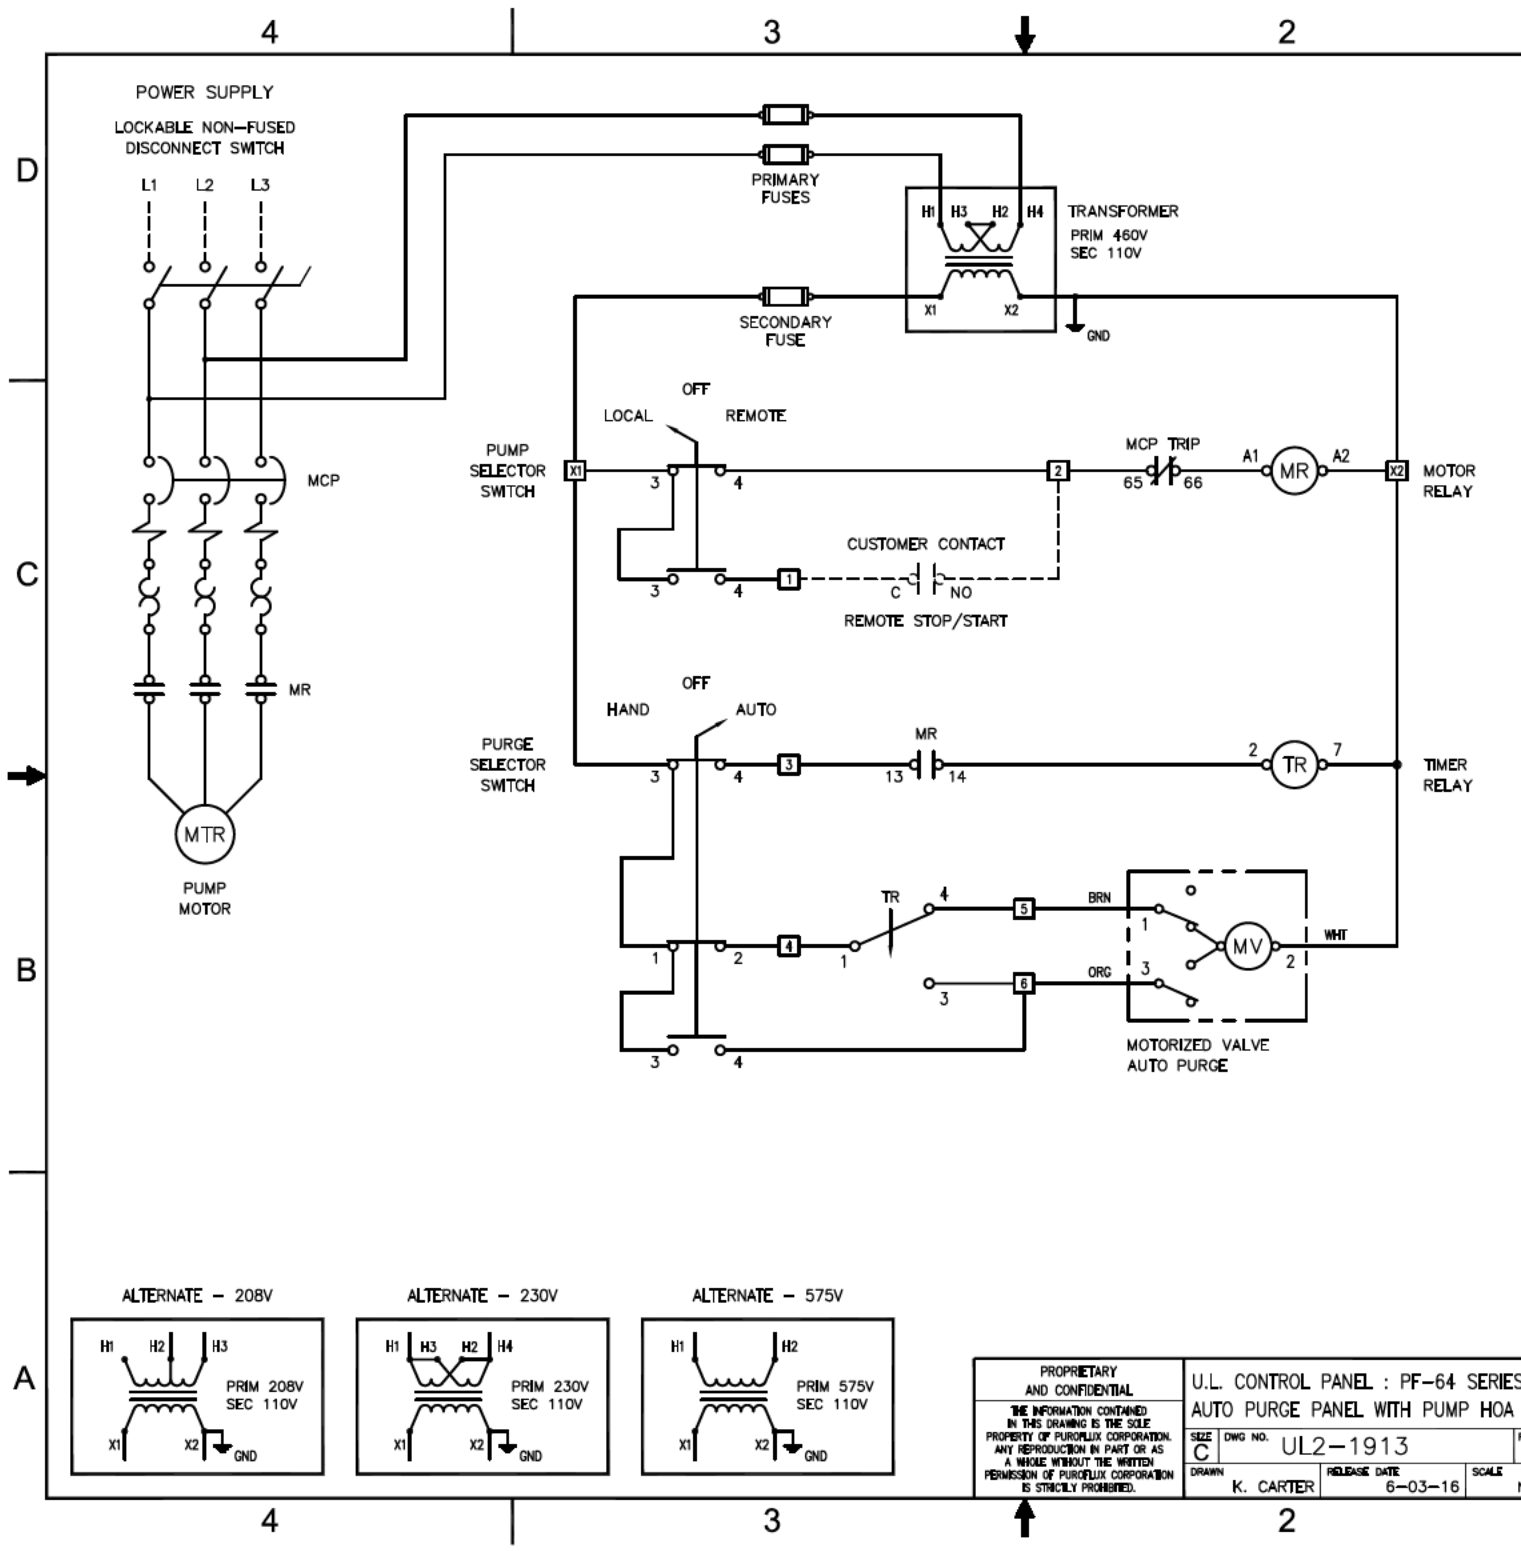 4
3
2
D
C
B
A
POWER SUPPLY
LOCKABLE NON-FUSED
DISCONNECT SWITCH
L1 L2 L3
PRIMARY
FUSES
H1 H3 H2 H4
TRANSFORMER
PRIM 460V
SEC 110V
X1 X2
GND
SECONDARY
FUSE
OFF
LOCAL REMOTE
PUMP
SELECTOR
SWITCH
X1
3 4
2
MCP TRIP
65 66
A1 MR A2
X2
MOTOR
RELAY
MCP
CUSTOMER CONTACT
3 4
1
C NO
REMOTE STOP/START
MR
OFF
HAND AUTO
PURGE
SELECTOR
SWITCH
3 4
3
MR
13 14
2 TR 7
TIMER
RELAY
MTR
PUMP
MOTOR
1 2
4
TR
1
4
3
5
BRN
1
MV
2
WHT
6
ORG
3
3 4
MOTORIZED VALVE
AUTO PURGE
ALTERNATE - 208V
H1 H2 H3
PRIM 208V
SEC 110V
X1 X2
GND
ALTERNATE - 230V
H1 H3 H2 H4
PRIM 230V
SEC 110V
X1 X2
GND
ALTERNATE - 575V
H1 H2
PRIM 575V
SEC 110V
X1 X2
GND
PROPRIETARY
AND CONFIDENTIAL
THE INFORMATION CONTAINED
IN THIS DRAWING IS THE SOLE
PROPERTY OF PUROFLUX CORPORATION.
ANY REPRODUCTION IN PART OR AS
A WHOLE WITHOUT THE WRITTEN
PERMISSION OF PUROFLUX CORPORATION
IS STRICTLY PROHIBITED.
U.L. CONTROL PANEL : PF-64 SERIES
AUTO PURGE PANEL WITH PUMP HOA
SIZE
C
DWG NO.
UL2-1913
DRAWN
K. CARTER
RELEASE DATE
6-03-16
SCALE
4
3
2